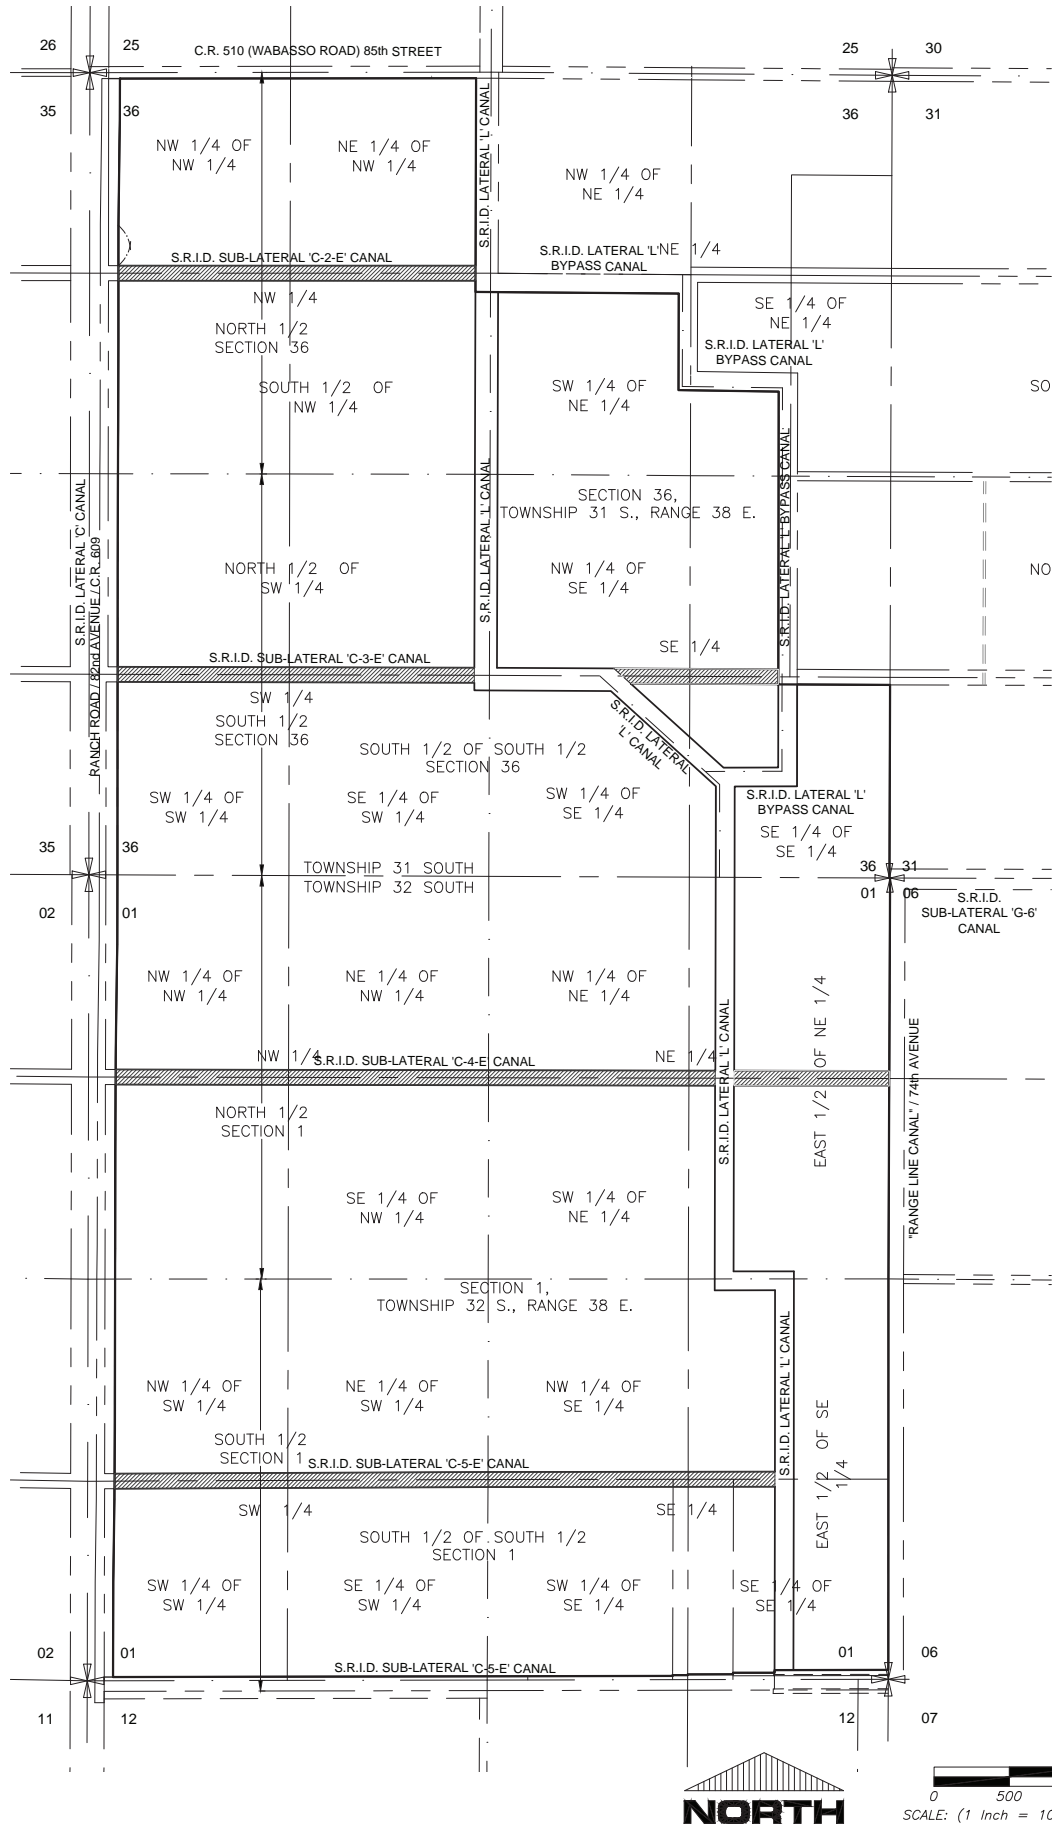 26
25
C.R. 510 (WABASSO ROAD) 85th STREET
25
30
35
36
36
31
NW 1/4 OF
NW 1/4
NE 1/4 OF
NW 1/4
S.R.I.D. LATERAL 'L' CANAL
NW 1/4 OF
NE 1/4
S.R.I.D. SUB-LATERAL 'C-2-E' CANAL
S.R.I.D. LATERAL 'L'
BYPASS CANAL
NE 1/4
NW 1/4
NORTH 1/2
SECTION 36
SE 1/4 OF
NE 1/4
S.R.I.D. LATERAL 'L'
BYPASS CANAL
SOUTH 1/2 OF
NW 1/4
SW 1/4 OF
NE 1/4
SO
S.R.I.D. LATERAL 'C' CANAL
RANCH ROAD / 82nd AVENUE / C.R. 609
S.R.I.D. LATERAL 'L' CANAL
S.R.I.D. LATERAL 'L' BYPASS CANAL
SECTION 36,
TOWNSHIP 31 S., RANGE 38 E.
NORTH 1/2 OF
SW 1/4
NW 1/4 OF
SE 1/4
NO
S.R.I.D. SUB-LATERAL 'C-3-E' CANAL
SE 1/4
SW 1/4
SOUTH 1/2
SECTION 36
S.R.I.D. LATERAL
'L' CANAL
SOUTH 1/2 OF SOUTH 1/2
SECTION 36
SW 1/4 OF
SW 1/4
SE 1/4 OF
SW 1/4
SW 1/4 OF
SE 1/4
S.R.I.D. LATERAL 'L'
BYPASS CANAL
SE 1/4 OF
SE 1/4
35
36
TOWNSHIP 31 SOUTH
TOWNSHIP 32 SOUTH
36
31
02
01
01
06
S.R.I.D.
SUB-LATERAL 'G-6'
CANAL
NW 1/4 OF
NW 1/4
NE 1/4 OF
NW 1/4
NW 1/4 OF
NE 1/4
EAST 1/2 OF NE 1/4
S.R.I.D. LATERAL 'L' CANAL
"RANGE LINE CANAL" / 74th AVENUE
NW 1/4
S.R.I.D. SUB-LATERAL 'C-4-E' CANAL
NE 1/4
NORTH 1/2
SECTION 1
SE 1/4 OF
NW 1/4
SW 1/4 OF
NE 1/4
SECTION 1,
TOWNSHIP 32 S., RANGE 38 E.
S.R.I.D. LATERAL 'L' CANAL
NW 1/4 OF
SW 1/4
NE 1/4 OF
SW 1/4
NW 1/4 OF
SE 1/4
EAST 1/2 OF SE
1/4
SOUTH 1/2
SECTION 1
S.R.I.D. SUB-LATERAL 'C-5-E' CANAL
SW 1/4
SE 1/4
SOUTH 1/2 OF SOUTH 1/2
SECTION 1
SW 1/4 OF
SW 1/4
SE 1/4 OF
SW 1/4
SW 1/4 OF
SE 1/4
SE 1/4 OF
SE 1/4
02
01
S.R.I.D. SUB-LATERAL 'C-5-E' CANAL
01
06
11
12
12
07
NORTH
0
500
SCALE: (1 Inch = 10